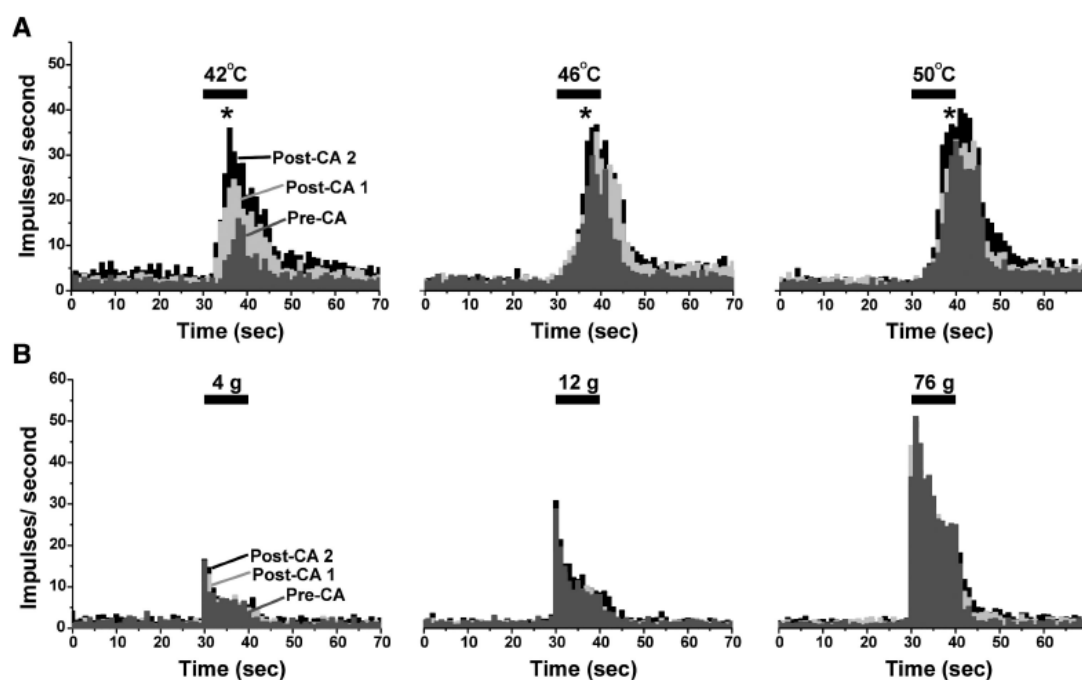 A
Impulses/ second
50
40
30
20
10
0
42°C
*
Post-CA 2
Post-CA 1
Pre-CA
0 10 20 30 40 50 60 70
Time (sec)
46°C
*
0 10 20 30 40 50 60 70
Time (sec)
50°C
*
0 10 20 30 40 50 60
Time (sec)
B
Impulses/ second
60
50
40
30
20
10
0
4 g
Post-CA 2
Post-CA 1
Pre-CA
0 10 20 30 40 50 60 70
Time (sec)
12 g
0 10 20 30 40 50 60 70
Time (sec)
76 g
0 10 20 30 40 50 60
Time (sec)